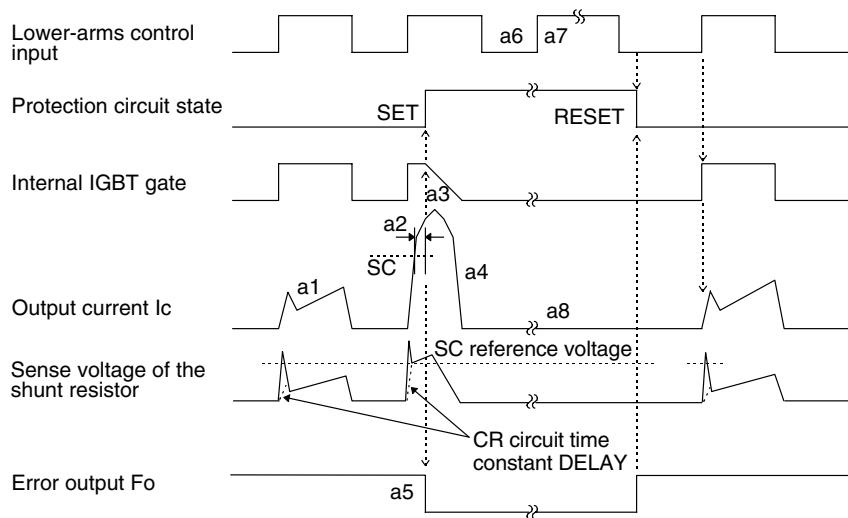 Lower-arms control
input
a6
a7
Protection circuit state
SET
RESET
Internal IGBT gate
a3
a2
SC
a4
a1
Output current Ic
a8
SC reference voltage
Sense voltage of the
shunt resistor
CR circuit time
constant DELAY
Error output Fo
a5